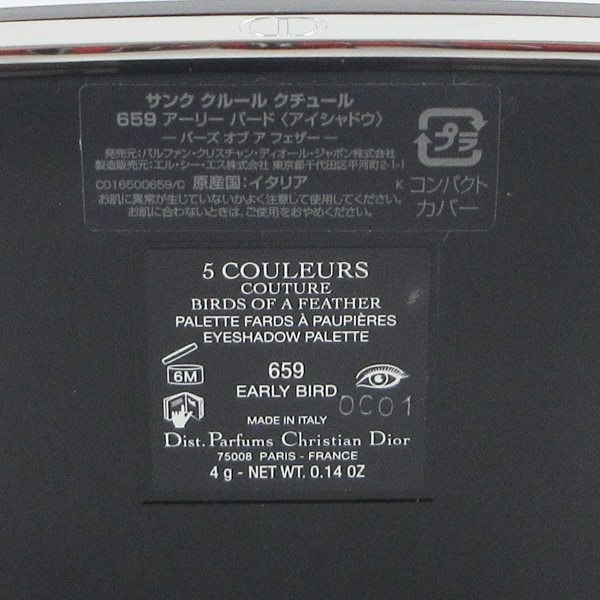 サンク クルール クチュール
659 アーリー バード〈アイシャドウ〉
― バーズ オブ ア フェザー ―
発売元:パルファン・クリスチャン・ディオール・ジャポン株式会社
製造販売元:エル・シー・エス株式会社 東京都千代田区平河町2-1-1
C016500659/C 原産国:イタリア K
お肌に異常が生じていないかよく注意して使用してください。
お肌に合わないときは、ご使用をおやめください。
プラ
コンパクト
カバー
5 COULEURS
COUTURE
BIRDS OF A FEATHER
PALETTE FARDS À PAUPIÈRES
EYESHADOW PALETTE
6M
659
EARLY BIRD
0C01
MADE IN ITALY
Dist. Parfums Christian Dior
75008 PARIS - FRANCE
4 g - NET WT. 0.14 OZ